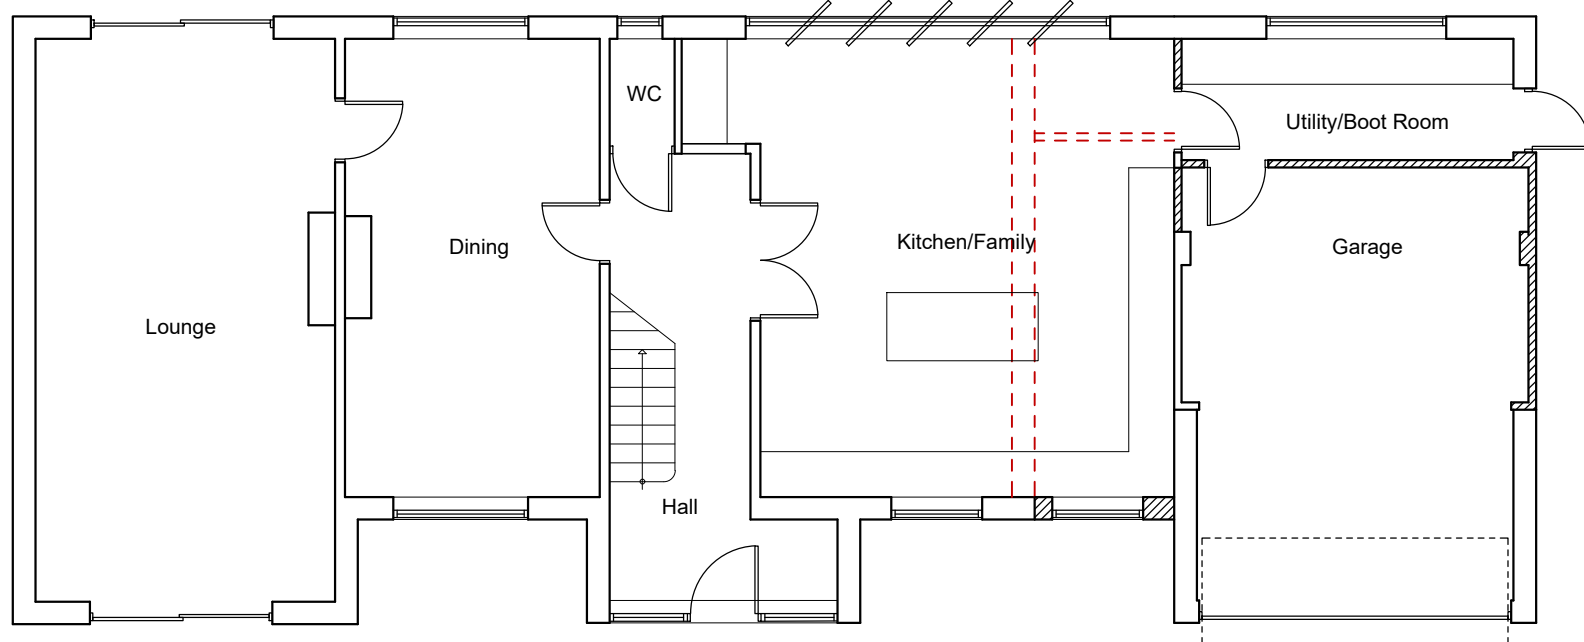 WC
Utility/Boot Room
Dining
Kitchen/Family
Garage
Lounge
Hall